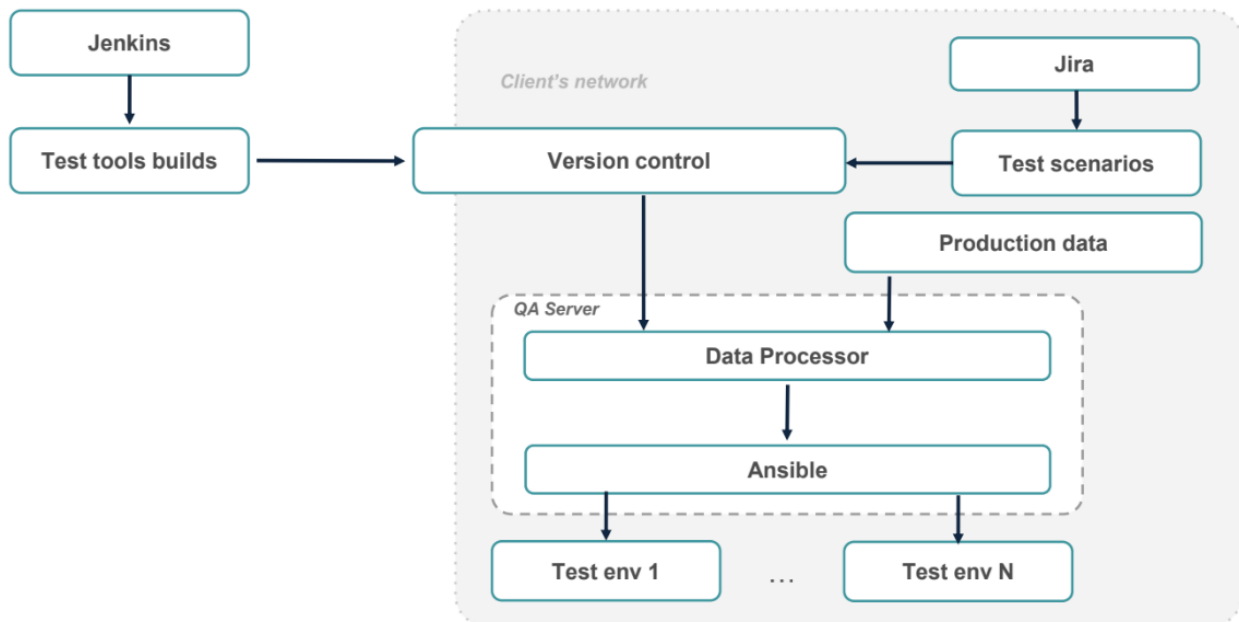 Jenkins
Client's network
Jira
Test tools builds
Version control
Test scenarios
Production data
QA Server
Data Processor
Ansible
Test env 1
...
Test env N